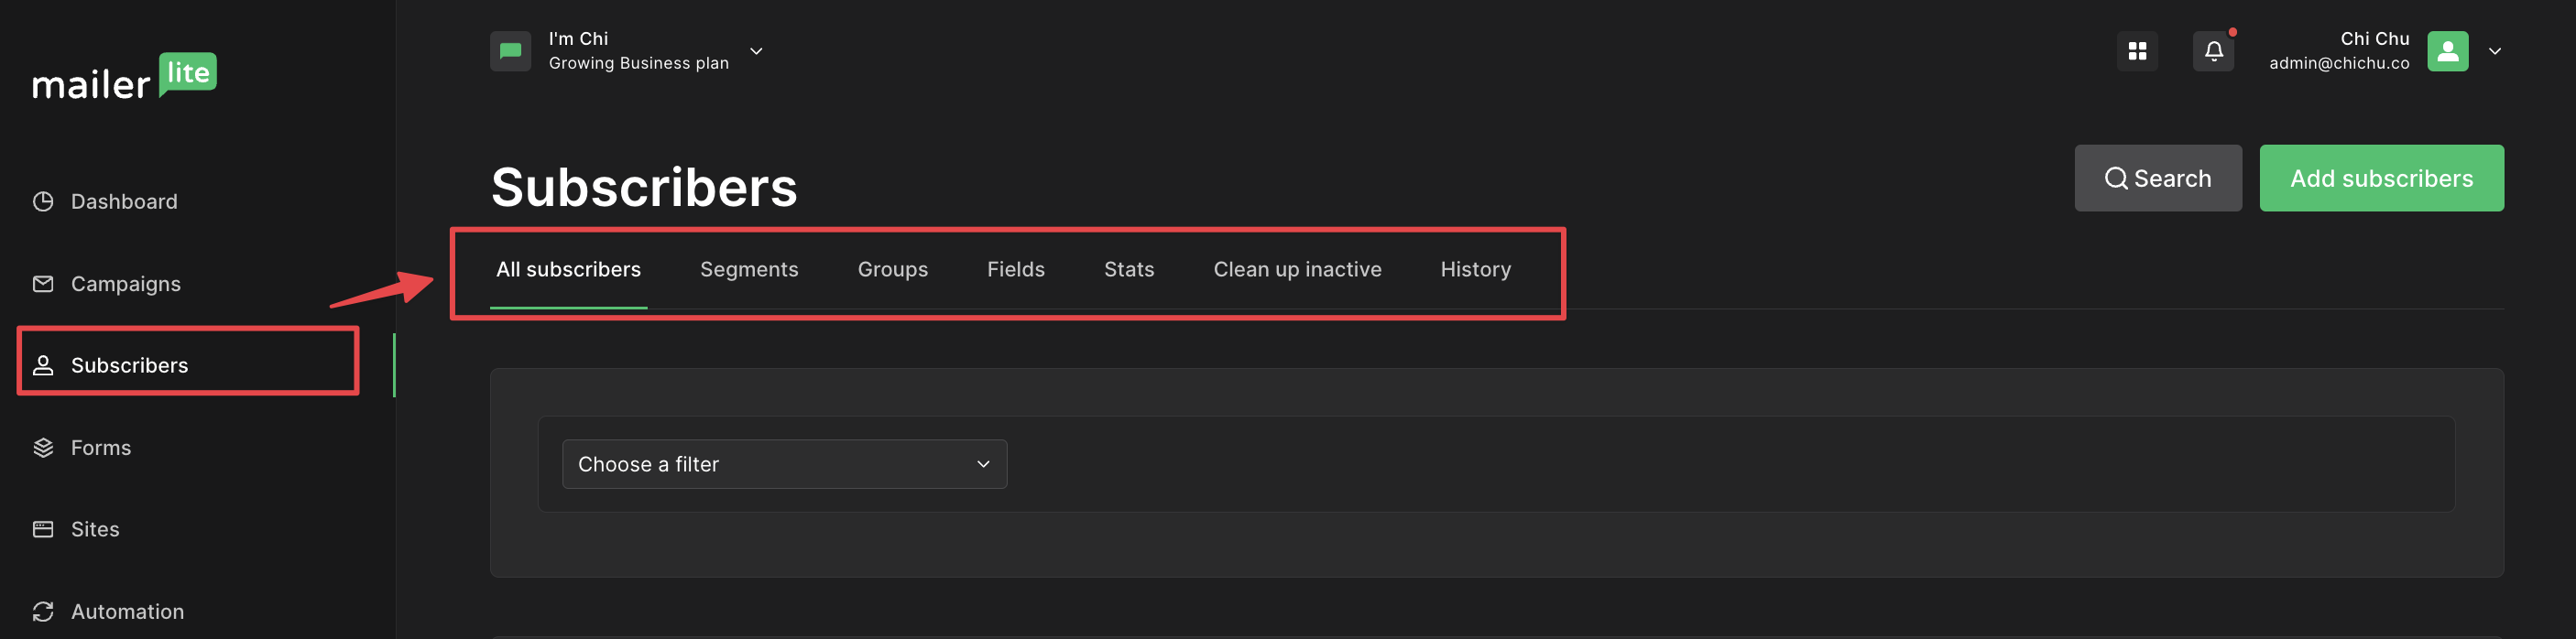 mailer lite
Dashboard
Campaigns
Subscribers
Forms
Sites
Automation
I'm Chi
Growing Business plan
Chi Chu
admin@chichu.co
Subscribers
Search
Add subscribers
All subscribers Segments Groups Fields Stats Clean up inactive History
Choose a filter